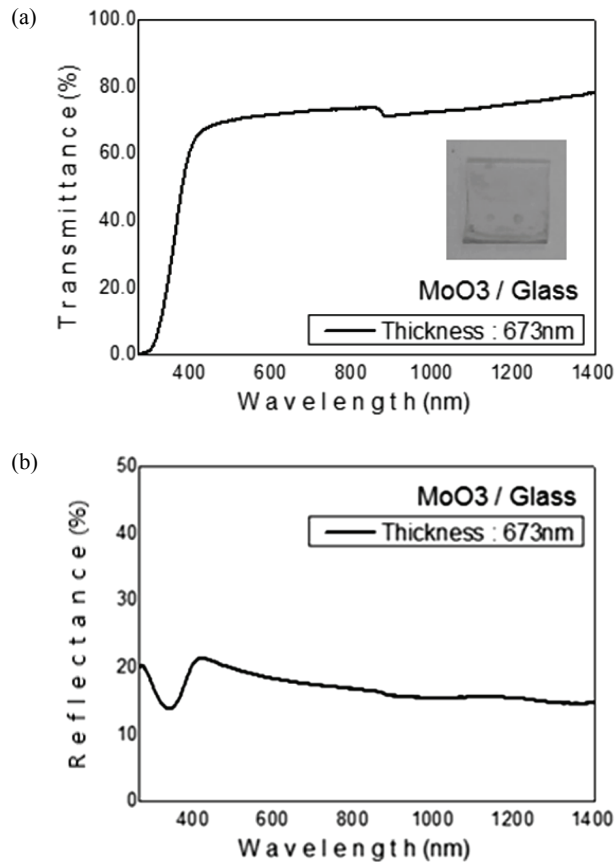 (a)
100.0
80.0
60.0
40.0
20.0
0.0
Transmittance (%)
MoO3 / Glass
Thickness : 673nm
400 600 800 1000 1200 1400
Wavelength (nm)
(b)
50
40
30
20
10
0
Reflectance (%)
MoO3 / Glass
Thickness : 673nm
400 600 800 1000 1200 1400
Wavelength (nm)